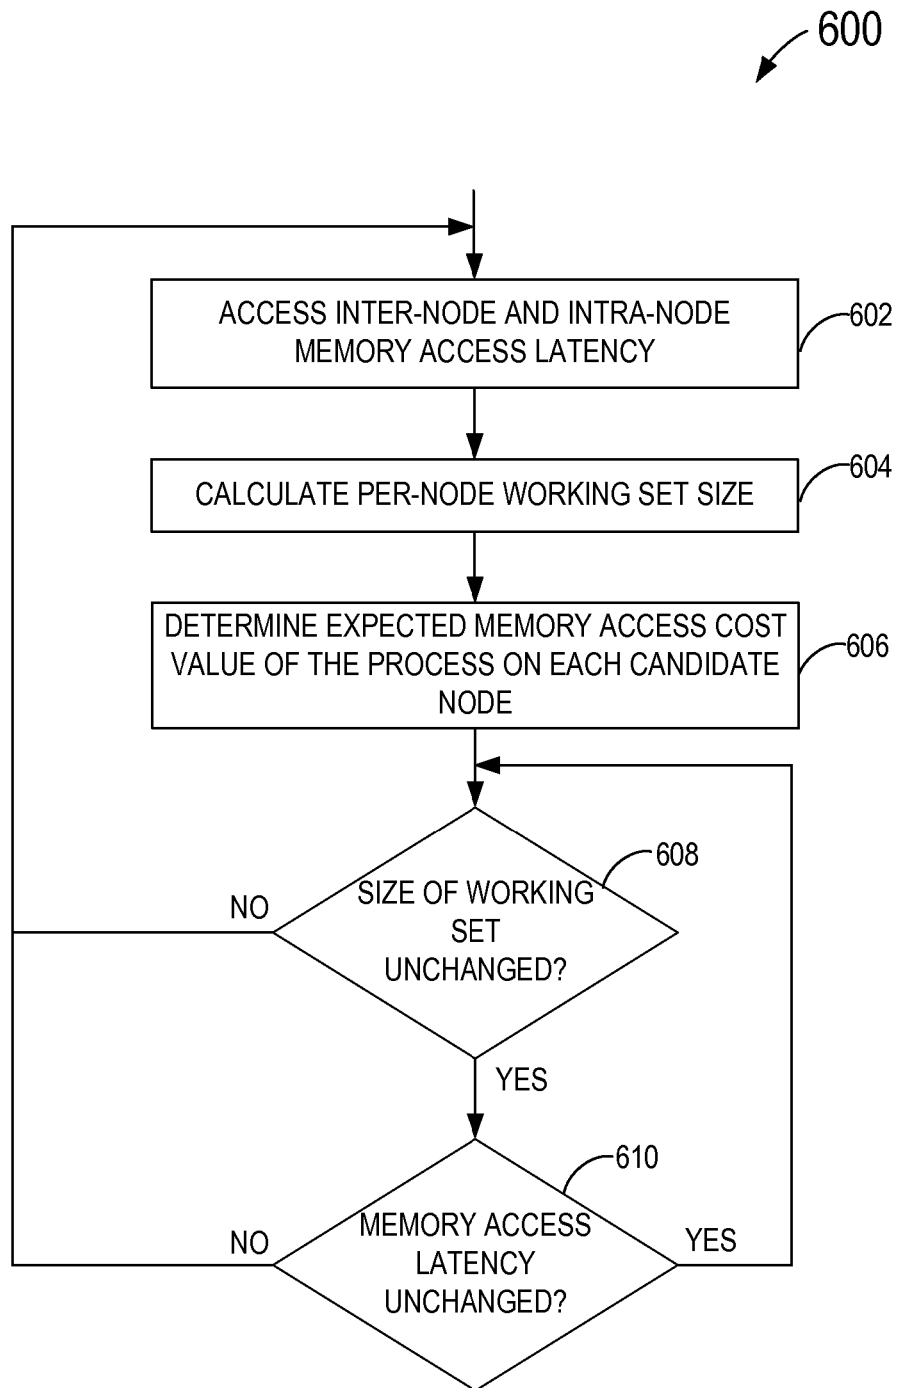 600
ACCESS INTER-NODE AND INTRA-NODE
MEMORY ACCESS LATENCY
602
CALCULATE PER-NODE WORKING SET SIZE
604
DETERMINE EXPECTED MEMORY ACCESS COST
VALUE OF THE PROCESS ON EACH CANDIDATE
NODE
606
SIZE OF WORKING
SET
UNCHANGED?
608
NO
YES
MEMORY ACCESS
LATENCY
UNCHANGED?
610
NO
YES